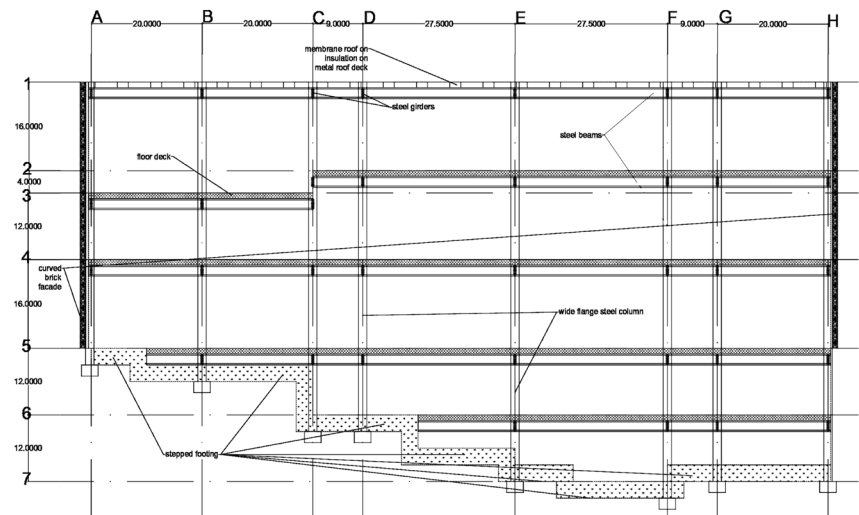 A B C D E F G H
20.0000 20.0000 9.0000 27.5000 27.5000 9.0000 20.0000
membrane roof on
insulation on
metal roof deck
1
steel girders
16.0000
steel beams
floor deck
2
4.0000
3
12.0000
4
curved
brick
facade
16.0000
wide flange steel column
5
12.0000
6
12.0000
stepped footing
7